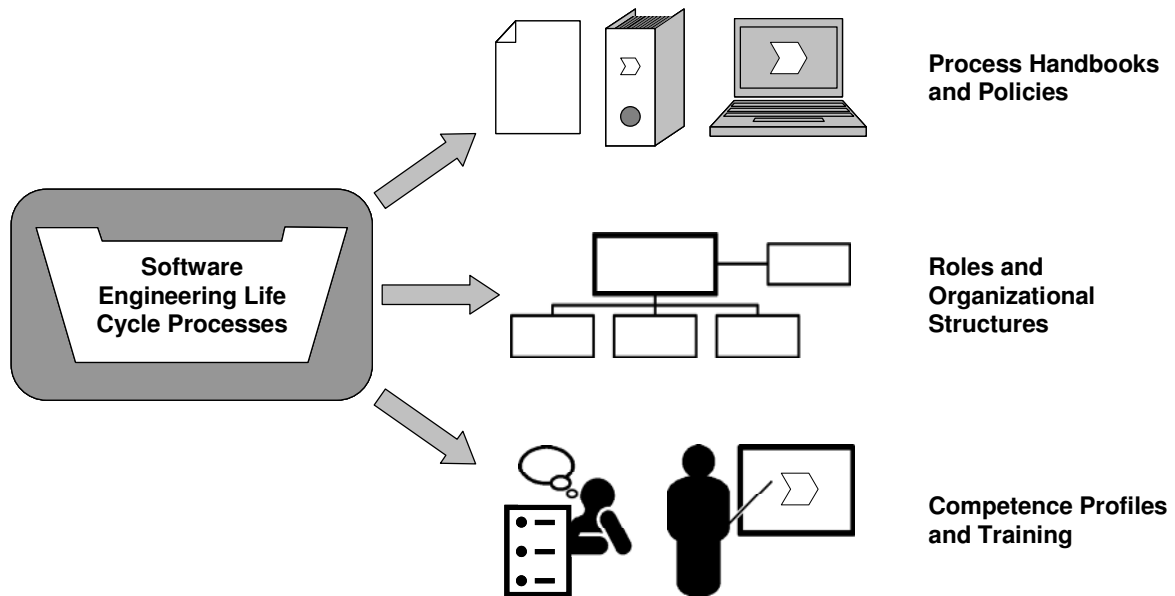 Process Handbooks
and Policies
Software
Engineering Life
Cycle Processes
Roles and
Organizational
Structures
Competence Profiles
and Training